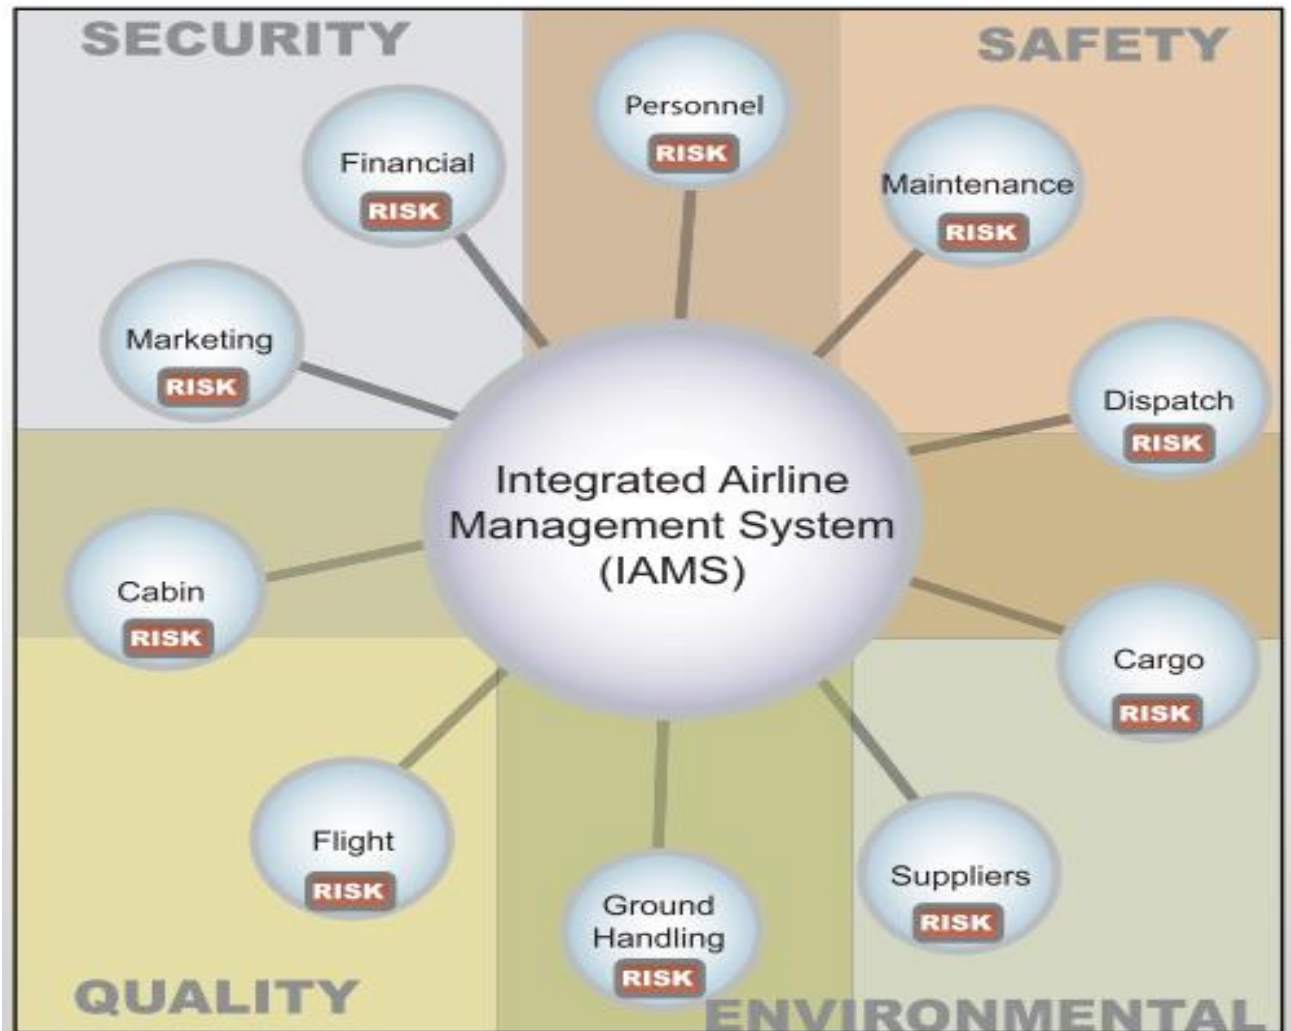 SECURITY
SAFETY
Personnel
RISK
Financial
RISK
Maintenance
RISK
Marketing
RISK
Dispatch
RISK
Integrated Airline
Management System
(IAMS)
Cabin
RISK
Cargo
RISK
Flight
RISK
Suppliers
RISK
Ground
Handling
RISK
QUALITY
ENVIRONMENTAL